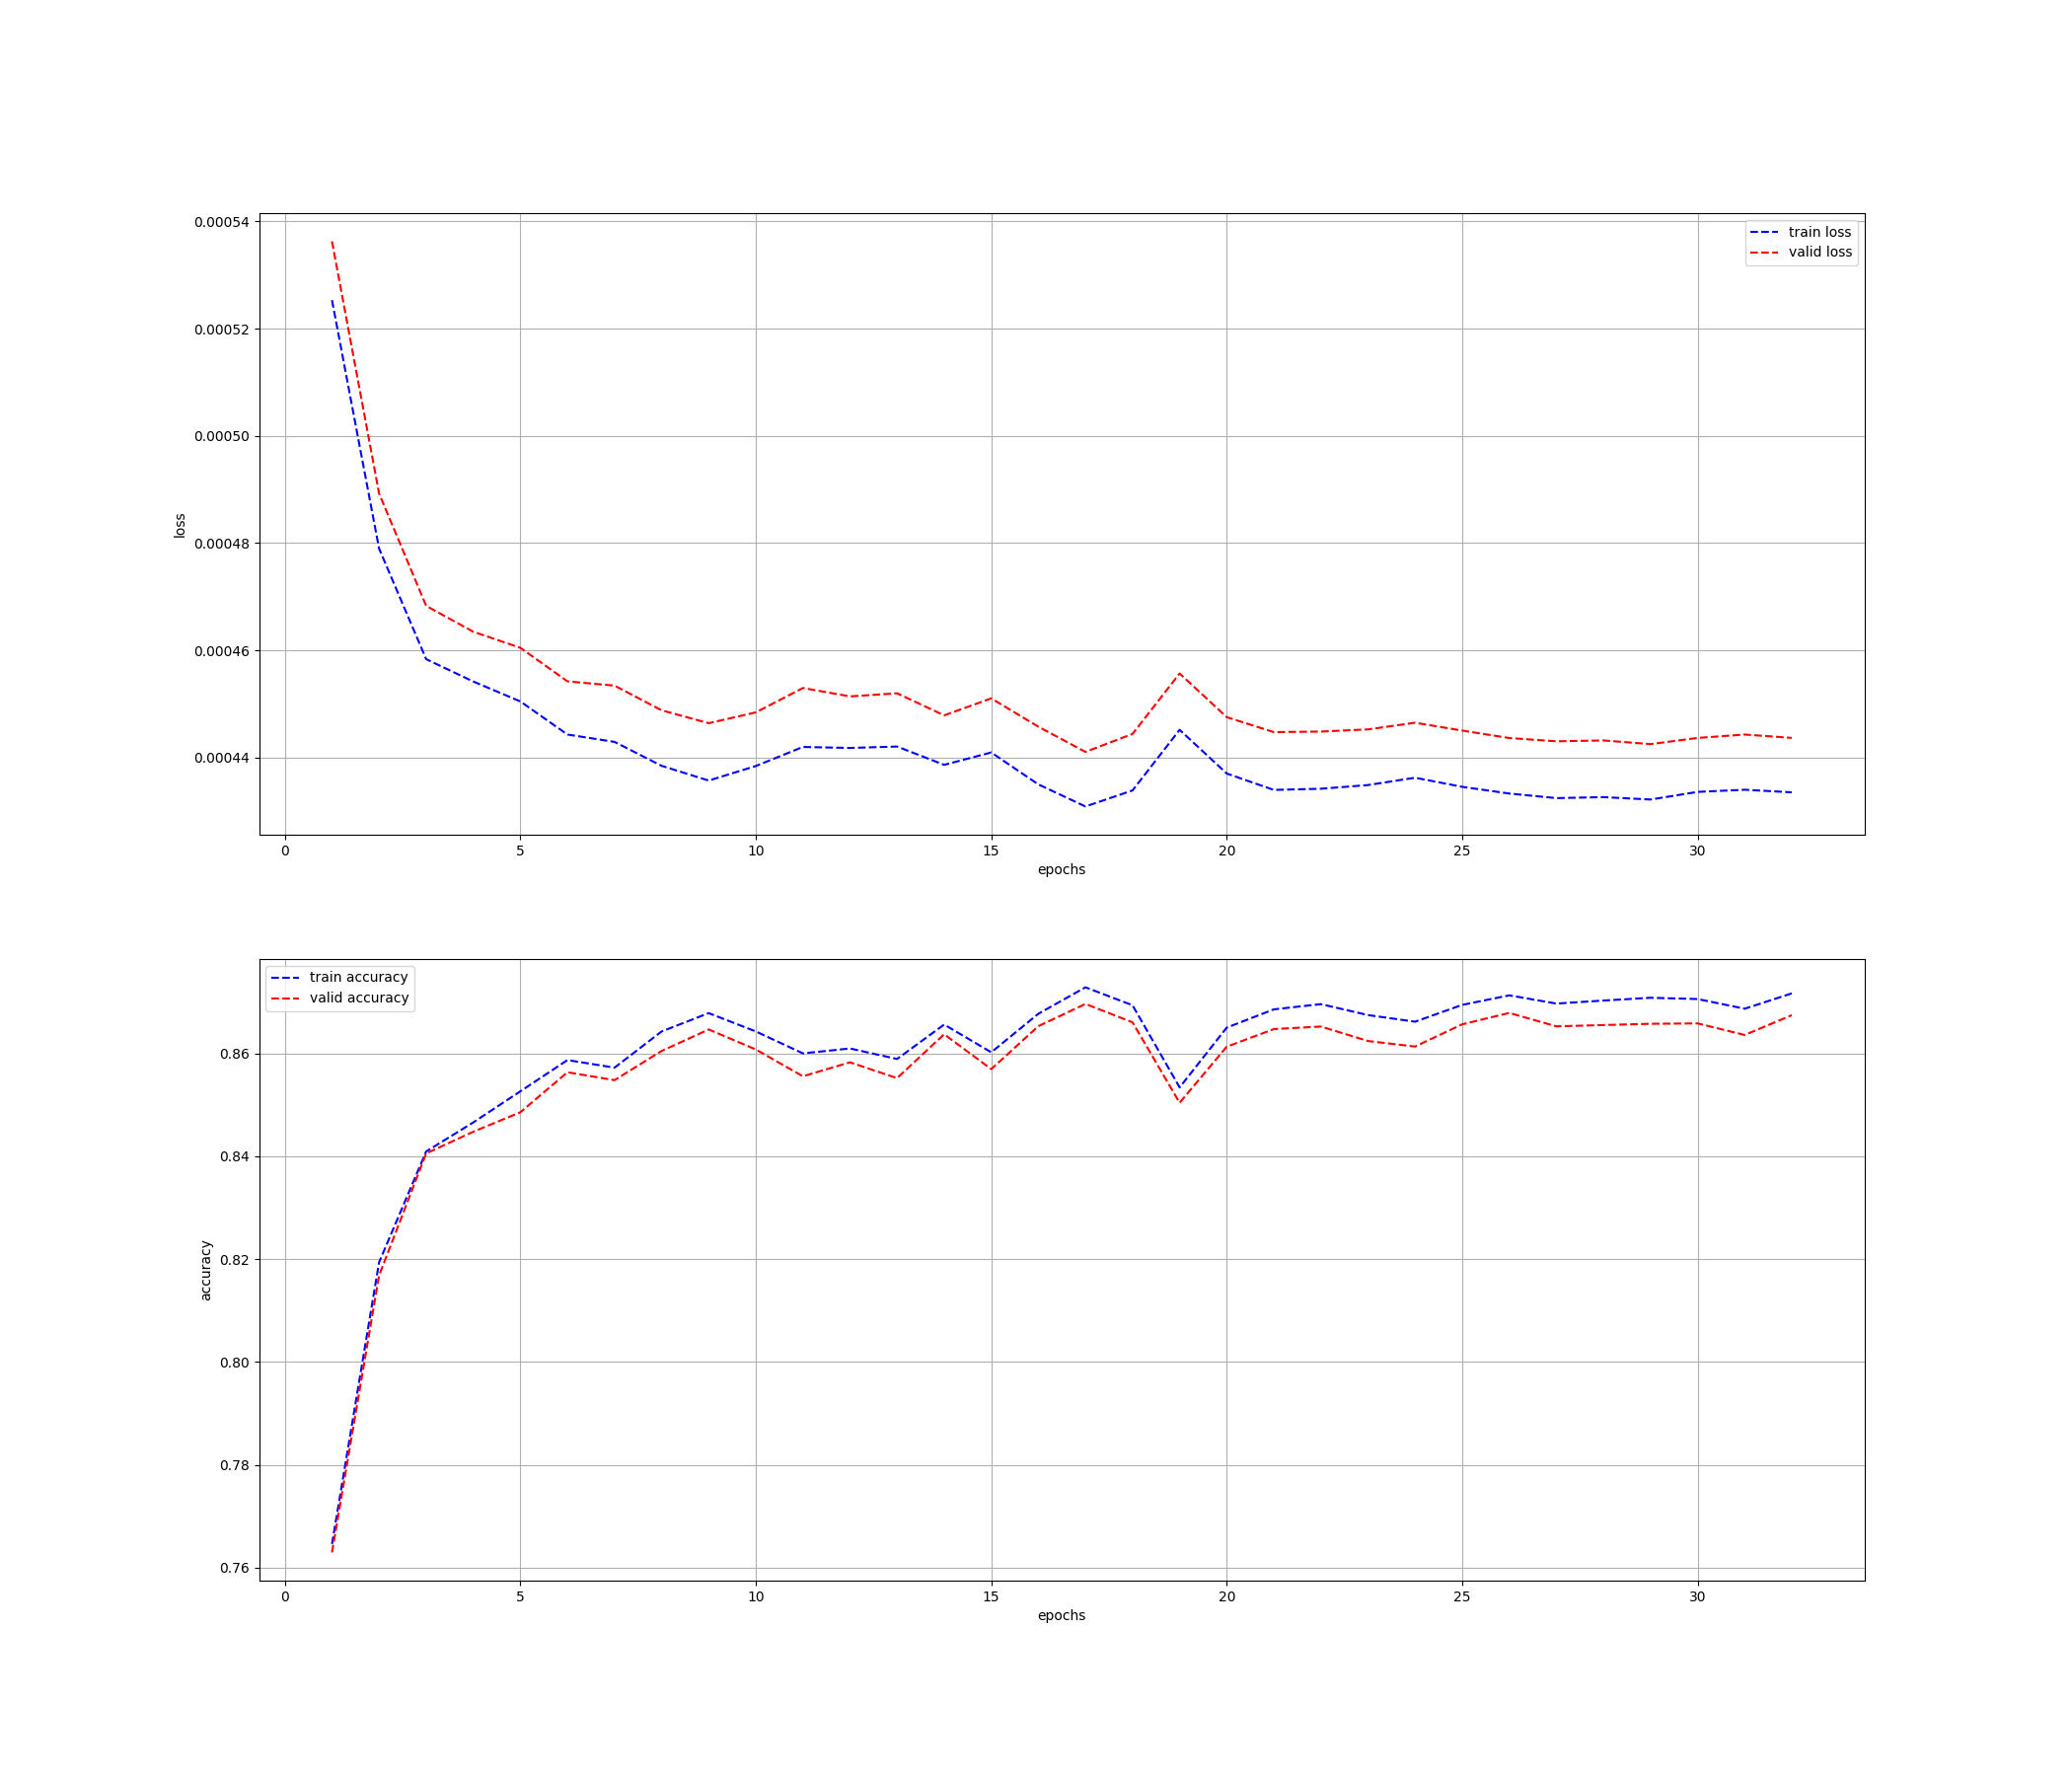 0.00054
0.00052
0.00050
0.00048
0.00046
0.00044
loss
train loss
valid loss
0 5 10 15 20 25 30
epochs
train accuracy
valid accuracy
0.86
0.84
0.82
0.80
0.78
0.76
accuracy
0 5 10 15 20 25 30
epochs